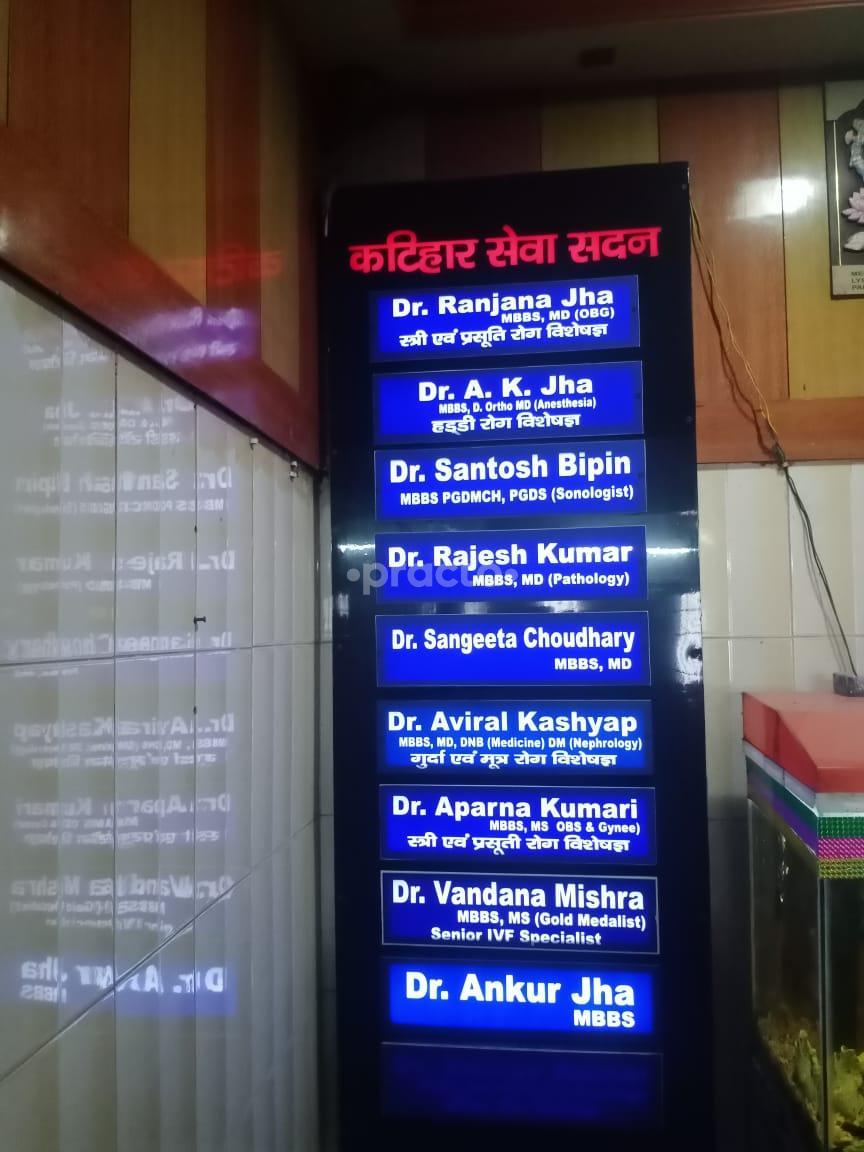 कटिहार सेवा सदन
Dr. Ranjana Jha
MBBS, MD (OBG)
स्त्री एवं प्रसूति रोग विशेषज्ञ
Dr. A. K. Jha
MBBS, D. Ortho MD (Anesthesia)
हड्डी रोग विशेषज्ञ
Dr. Santosh Bipin
MBBS PGDMCH, PGDS (Sonologist)
Dr. Rajesh Kumar
MBBS, MD (Pathology)
•practo•
Dr. Sangeeta Choudhary
MBBS, MD
Dr. Aviral Kashyap
MBBS, MD, DNB (Medicine) DM (Nephrology)
गुर्दा एवं मूत्र रोग विशेषज्ञ
Dr. Aparna Kumari
MBBS, MS OBS & Gynee)
स्त्री एवं प्रसूती रोग विशेषज्ञ
Dr. Vandana Mishra
MBBS, MS (Gold Medalist)
Senior IVF Specialist
Dr. Ankur Jha
MBBS